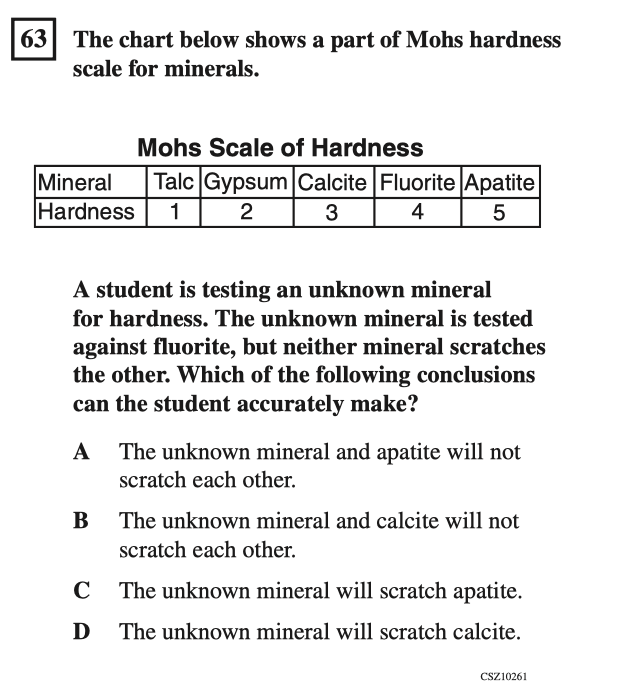 63 The chart below shows a part of Mohs hardness
scale for minerals.
Mohs Scale of Hardness
Mineral Talc Gypsum Calcite Fluorite Apatite
Hardness 1 2 3 4 5
A student is testing an unknown mineral
for hardness. The unknown mineral is tested
against fluorite, but neither mineral scratches
the other. Which of the following conclusions
can the student accurately make?
A The unknown mineral and apatite will not
scratch each other.
B The unknown mineral and calcite will not
scratch each other.
C The unknown mineral will scratch apatite.
D The unknown mineral will scratch calcite.
CSZ10261